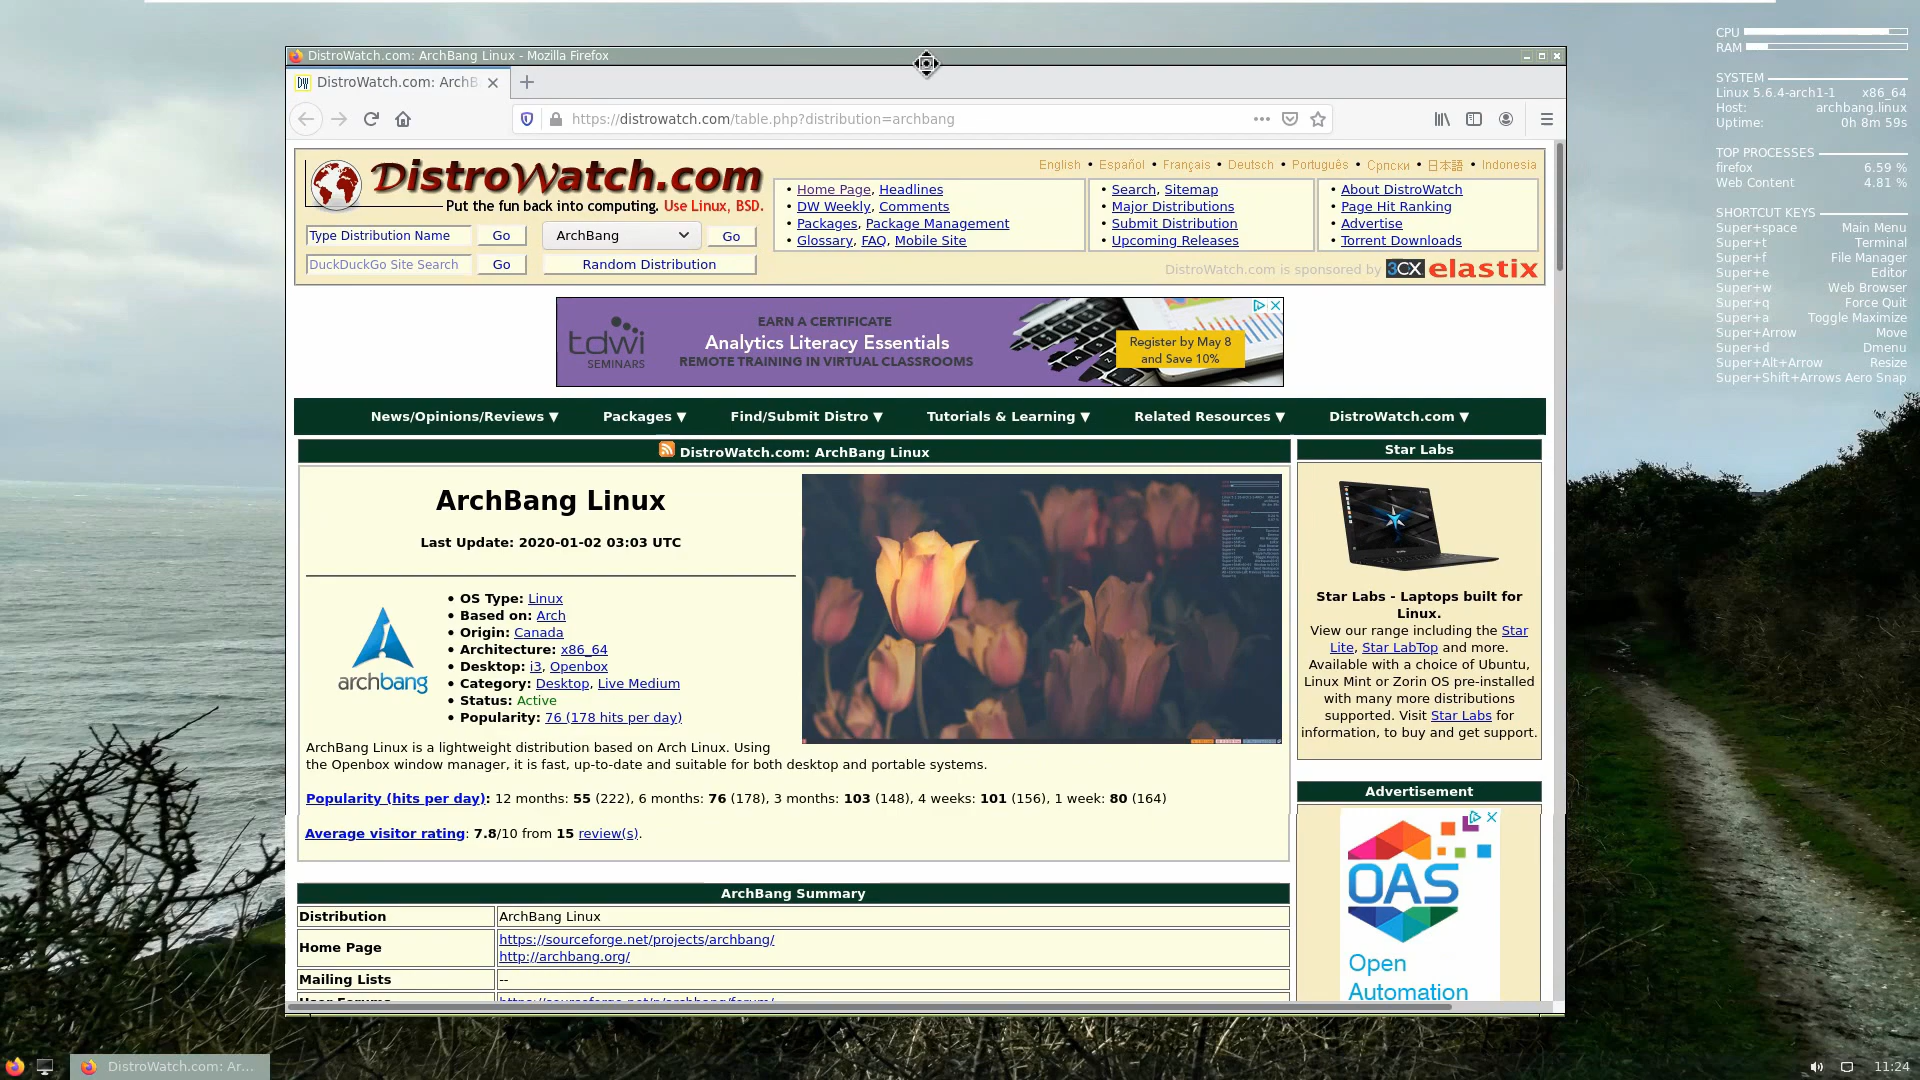 DistroWatch.com: ArchBang Linux - Mozilla Firefox
DistroWatch.com: ArchB
https://distrowatch.com/table.php?distribution=archbang
DistroWatch.com
Put the fun back into computing. Use Linux, BSD.
English • Español • Français • Deutsch • Português • Српски • 日本語 • Indonesia
Type Distribution Name Go
ArchBang Go
DuckDuckGo Site Search Go
Random Distribution
• Home Page, Headlines
• DW Weekly, Comments
• Packages, Package Management
• Glossary, FAQ, Mobile Site
• Search, Sitemap
• Major Distributions
• Submit Distribution
• Upcoming Releases
• About DistroWatch
• Page Hit Ranking
• Advertise
• Torrent Downloads
DistroWatch.com is sponsored by 3CX elastix
tdwi
SEMINARS
EARN A CERTIFICATE
Analytics Literacy Essentials
REMOTE TRAINING IN VIRTUAL CLASSROOMS
Register by May 8
and Save 10%
News/Opinions/Reviews ▼ Packages ▼ Find/Submit Distro ▼ Tutorials & Learning ▼ Related Resources ▼ DistroWatch.com ▼
DistroWatch.com: ArchBang Linux
ArchBang Linux
Last Update: 2020-01-02 03:03 UTC
archbang
• OS Type: Linux
• Based on: Arch
• Origin: Canada
• Architecture: x86_64
• Desktop: i3, Openbox
• Category: Desktop, Live Medium
• Status: Active
• Popularity: 76 (178 hits per day)
ArchBang Linux is a lightweight distribution based on Arch Linux. Using
the Openbox window manager, it is fast, up-to-date and suitable for both desktop and portable systems.
Popularity (hits per day): 12 months: 55 (222), 6 months: 76 (178), 3 months: 103 (148), 4 weeks: 101 (156), 1 week: 80 (164)
Average visitor rating: 7.8/10 from 15 review(s).
ArchBang Summary
Distribution ArchBang Linux
Home Page https://sourceforge.net/projects/archbang/
http://archbang.org/
Mailing Lists --
User Forums https://sourceforge.net/p/archbang/forum/
Star Labs
Star Labs - Laptops built for
Linux.
View our range including the Star
Lite, Star LabTop and more.
Available with a choice of Ubuntu,
Linux Mint or Zorin OS pre-installed
with many more distributions
supported. Visit Star Labs for
information, to buy and get support.
Advertisement
OAS
Open
Automation
CPU
RAM
SYSTEM
Linux 5.6.4-arch1-1 x86_64
Host: archbang.linux
Uptime: 0h 8m 59s
TOP PROCESSES
firefox 6.59 %
Web Content 4.81 %
SHORTCUT KEYS
Super+space Main Menu
Super+t Terminal
Super+f File Manager
Super+e Editor
Super+w Web Browser
Super+q Force Quit
Super+a Toggle Maximize
Super+Arrow Move
Super+d Dmenu
Super+Alt+Arrow Resize
Super+Shift+Arrows Aero Snap
DistroWatch.com: Ar...
11:24